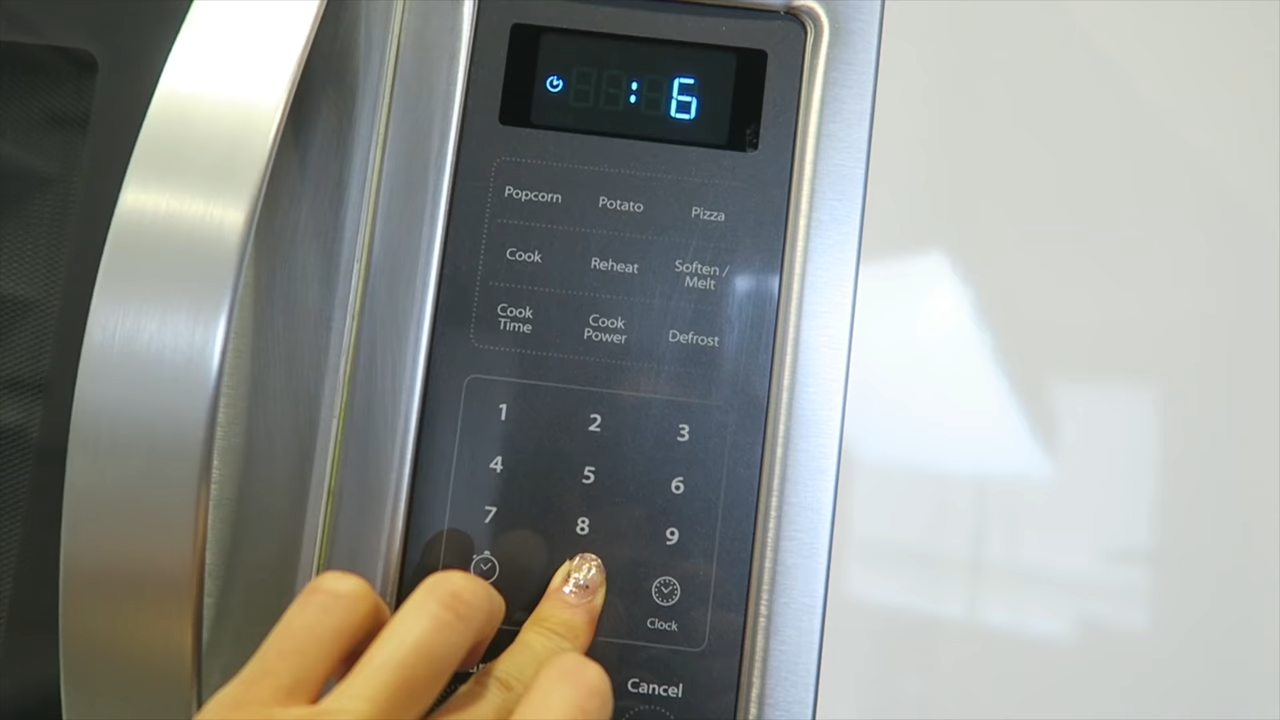 : 6
Popcorn Potato Pizza
Cook Reheat Soften /
Melt
Cook
Time
Cook
Power
Defrost
1 2 3
4 5 6
7 8 9
Clock
Cancel